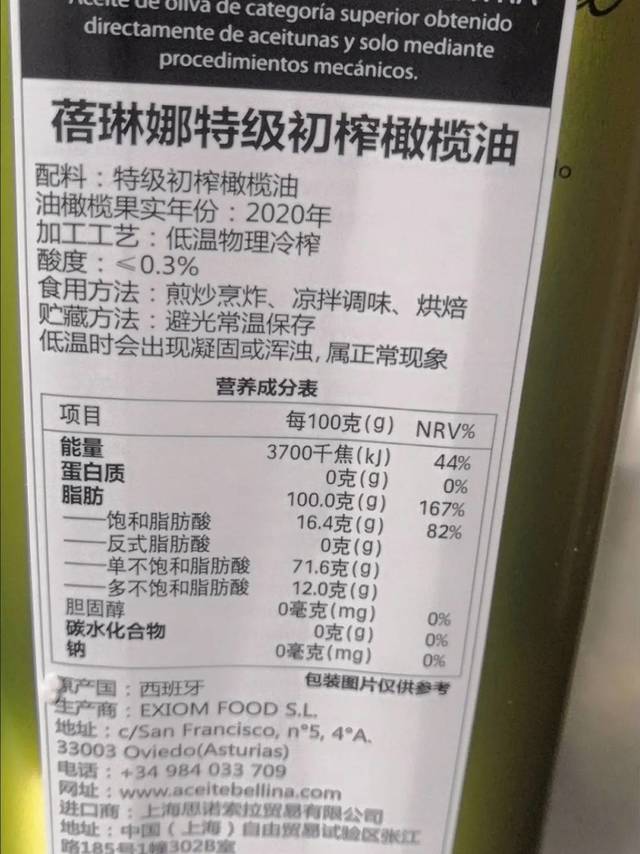 de oliva de categoría superior obtenido
directamente de aceitunas y solo mediante
procedimientos mecánicos.
蓓琳娜特级初榨橄榄油
配料：特级初榨橄榄油
油橄榄果实年份：2020年
加工工艺：低温物理冷榨
酸度：≤0.3%
食用方法：煎炒烹炸、凉拌调味、烘焙
贮藏方法：避光常温保存
低温时会出现凝固或浑浊,属正常现象
营养成分表
项目 每100克(g) NRV%
能量 3700千焦(kJ) 44%
蛋白质 0克(g) 0%
脂肪 100.0克(g) 167%
——饱和脂肪酸 16.4克(g) 82%
——反式脂肪酸 0克(g)
——单不饱和脂肪酸 71.6克(g)
——多不饱和脂肪酸 12.0克(g)
胆固醇 0毫克(mg) 0%
碳水化合物 0克(g) 0%
钠 0毫克(mg) 0%
包装图片仅供参考
原产国：西班牙
生产商：EXIOM FOOD S.L.
地址：c/San Francisco, nº5, 4ºA.
33003 Oviedo(Asturias)
电话：+34 984 033 709
网址：www.aceitebellina.com
进口商：上海思诺索拉贸易有限公司
地址：中国（上海）自由贸易试验区张江
路185号1幢302B室